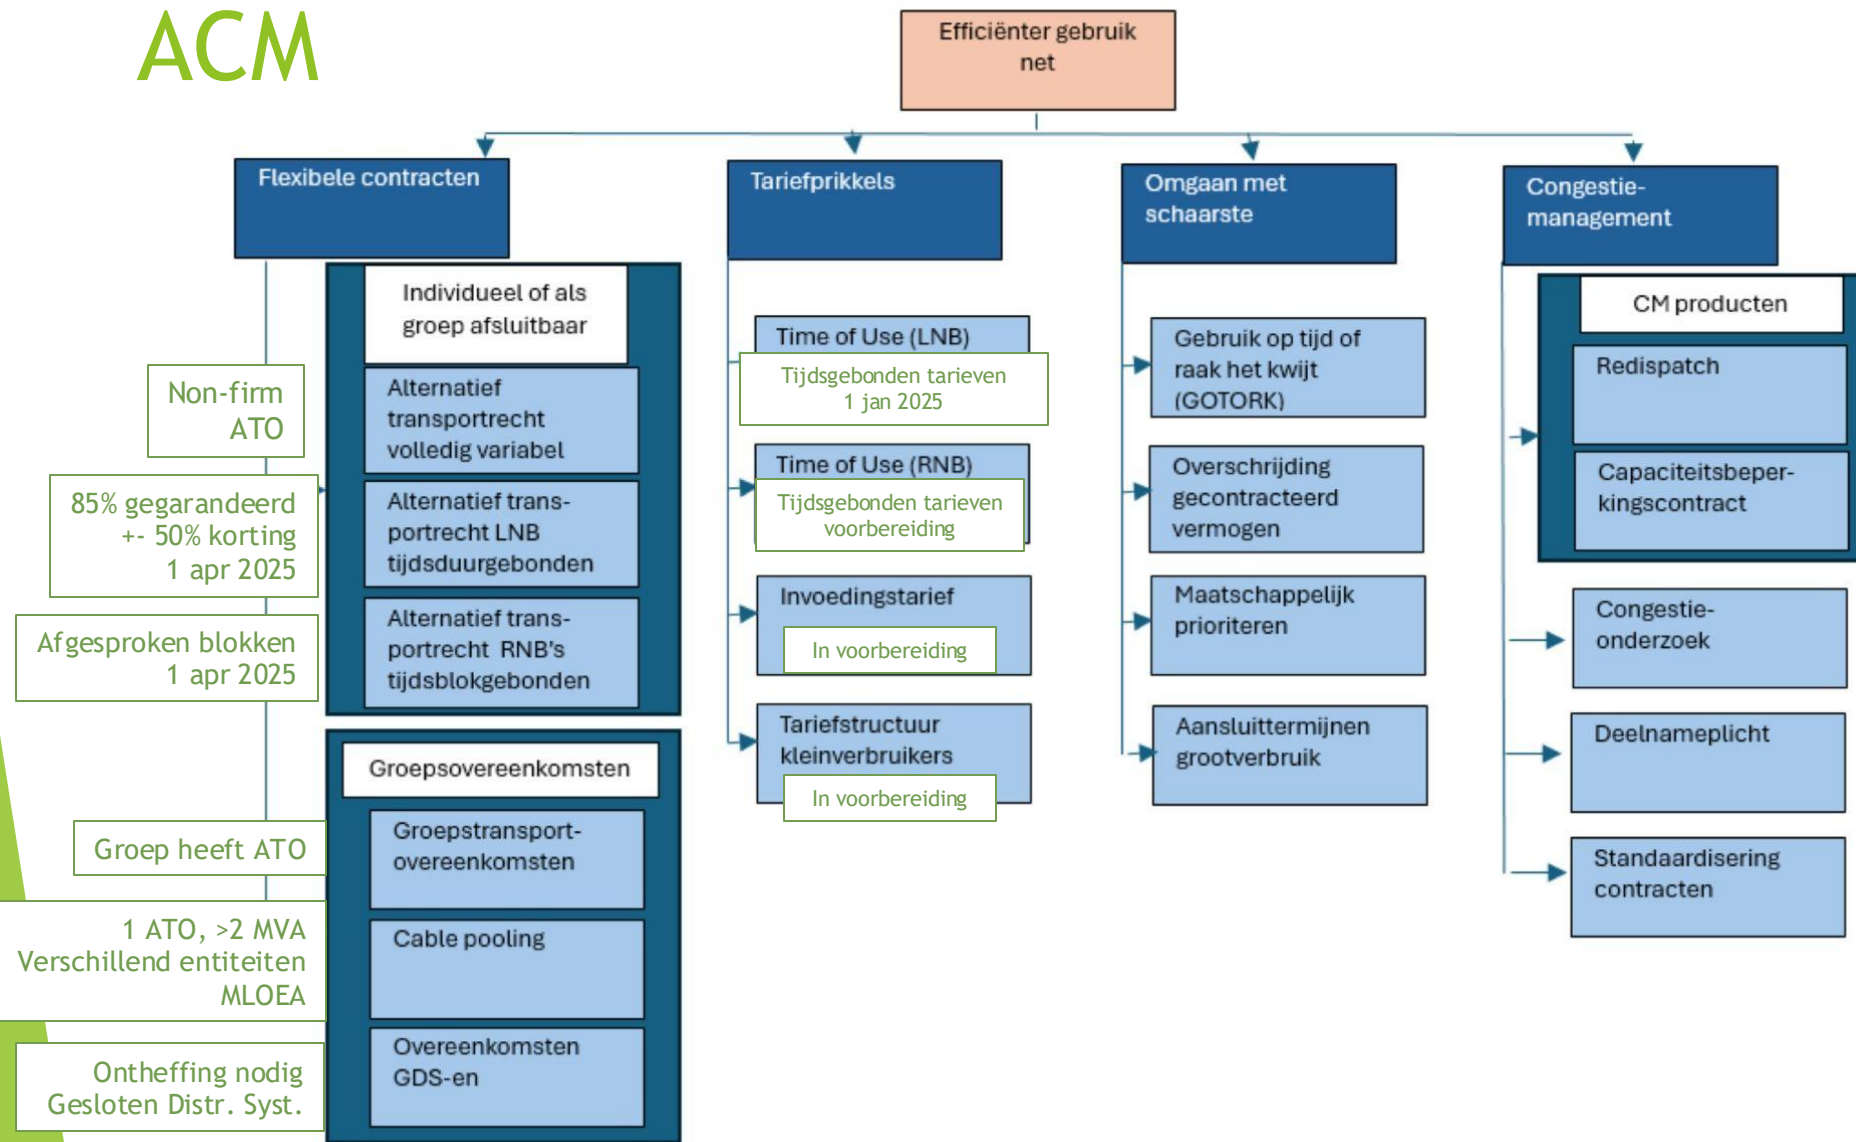 ACM
Efficiënter gebruik
net
Flexibele contracten
Individueel of als
groep afsluitbaar
Non-firm
ATO
Alternatief
transportrecht
volledig variabel
85% gegarandeerd
+- 50% korting
1 apr 2025
Alternatief trans-
portrecht LNB
tijdsduurgebonden
Afgesproken blokken
1 apr 2025
Alternatief trans-
portrecht RNB's
tijdsblokgebonden
Groepsovereenkomsten
Groep heeft ATO
Groepstransport-
overeenkomsten
1 ATO, >2 MVA
Verschillend entiteiten
MLOEA
Cable pooling
Ontheffing nodig
Gesloten Distr. Syst.
Overeenkomsten
GDS-en
Tariefprikkels
Time of Use (LNB)
Tijdsgebonden tarieven
1 jan 2025
Time of Use (RNB)
Tijdsgebonden tarieven
voorbereiding
Invoedingstarief
In voorbereiding
Tariefstructuur
kleinverbruikers
In voorbereiding
Omgaan met
schaarste
Gebruik op tijd of
raak het kwijt
(GOTORK)
Overschrijding
gecontracteerd
vermogen
Maatschappelijk
prioriteren
Aansluittermijnen
grootverbruik
Congestie-
management
CM producten
Redispatch
Capaciteitsbeper-
kingscontract
Congestie-
onderzoek
Deelnameplicht
Standaardisering
contracten